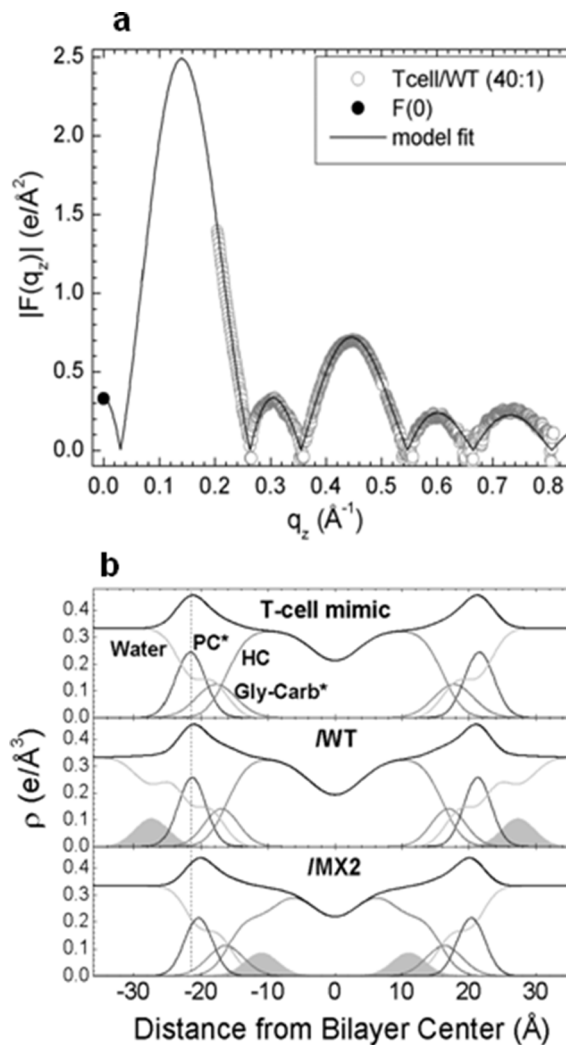 a
2.5
2.0
1.5
1.0
0.5
0.0
|F(q_z)| (e/Å²)
Tcell/WT (40:1)
F(0)
model fit
0.0 0.1 0.2 0.3 0.4 0.5 0.6 0.7 0.8
q_z (Å⁻¹)
b
ρ (e/Å³)
0.4
0.3
0.2
0.1
0.0
T-cell mimic
Water
PC*
HC
Gly-Carb*
0.4
0.3
0.2
0.1
0.0
/WT
0.4
0.3
0.2
0.1
0.0
/MX2
-30 -20 -10 0 10 20 30
Distance from Bilayer Center (Å)